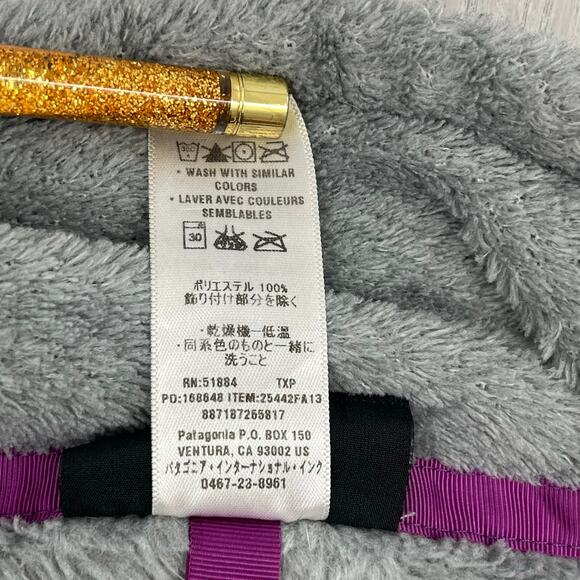 30C
• WASH WITH SIMILAR
COLORS
• LAVER AVEC COULEURS
SEMBLABLES
30
ポリエステル 100%
飾り付け部分を除く
・乾燥機ー低温
・同系色のものと一緒に
洗うこと
RN:51884 TXP
PO:168648 ITEM:25442FA13
887187265817
Patagonia P.O. BOX 150
VENTURA, CA 93002 US
パタゴニア・インターナショナル・インク
0467-23-8961